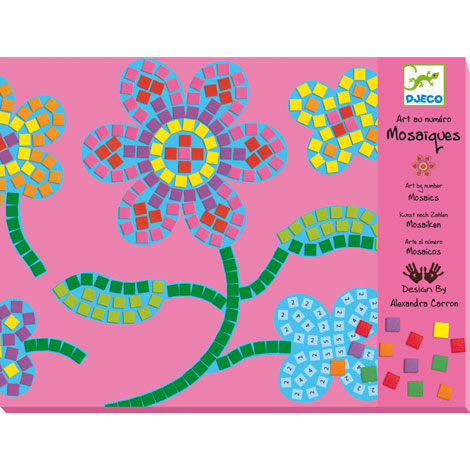 DJECO
Art au numéro
Mosaïques
Art by number
Mosaics
Kunst nach Zahlen
Mosaikan
Arte al número
Mosaicos
Design By
Alexandra Carron